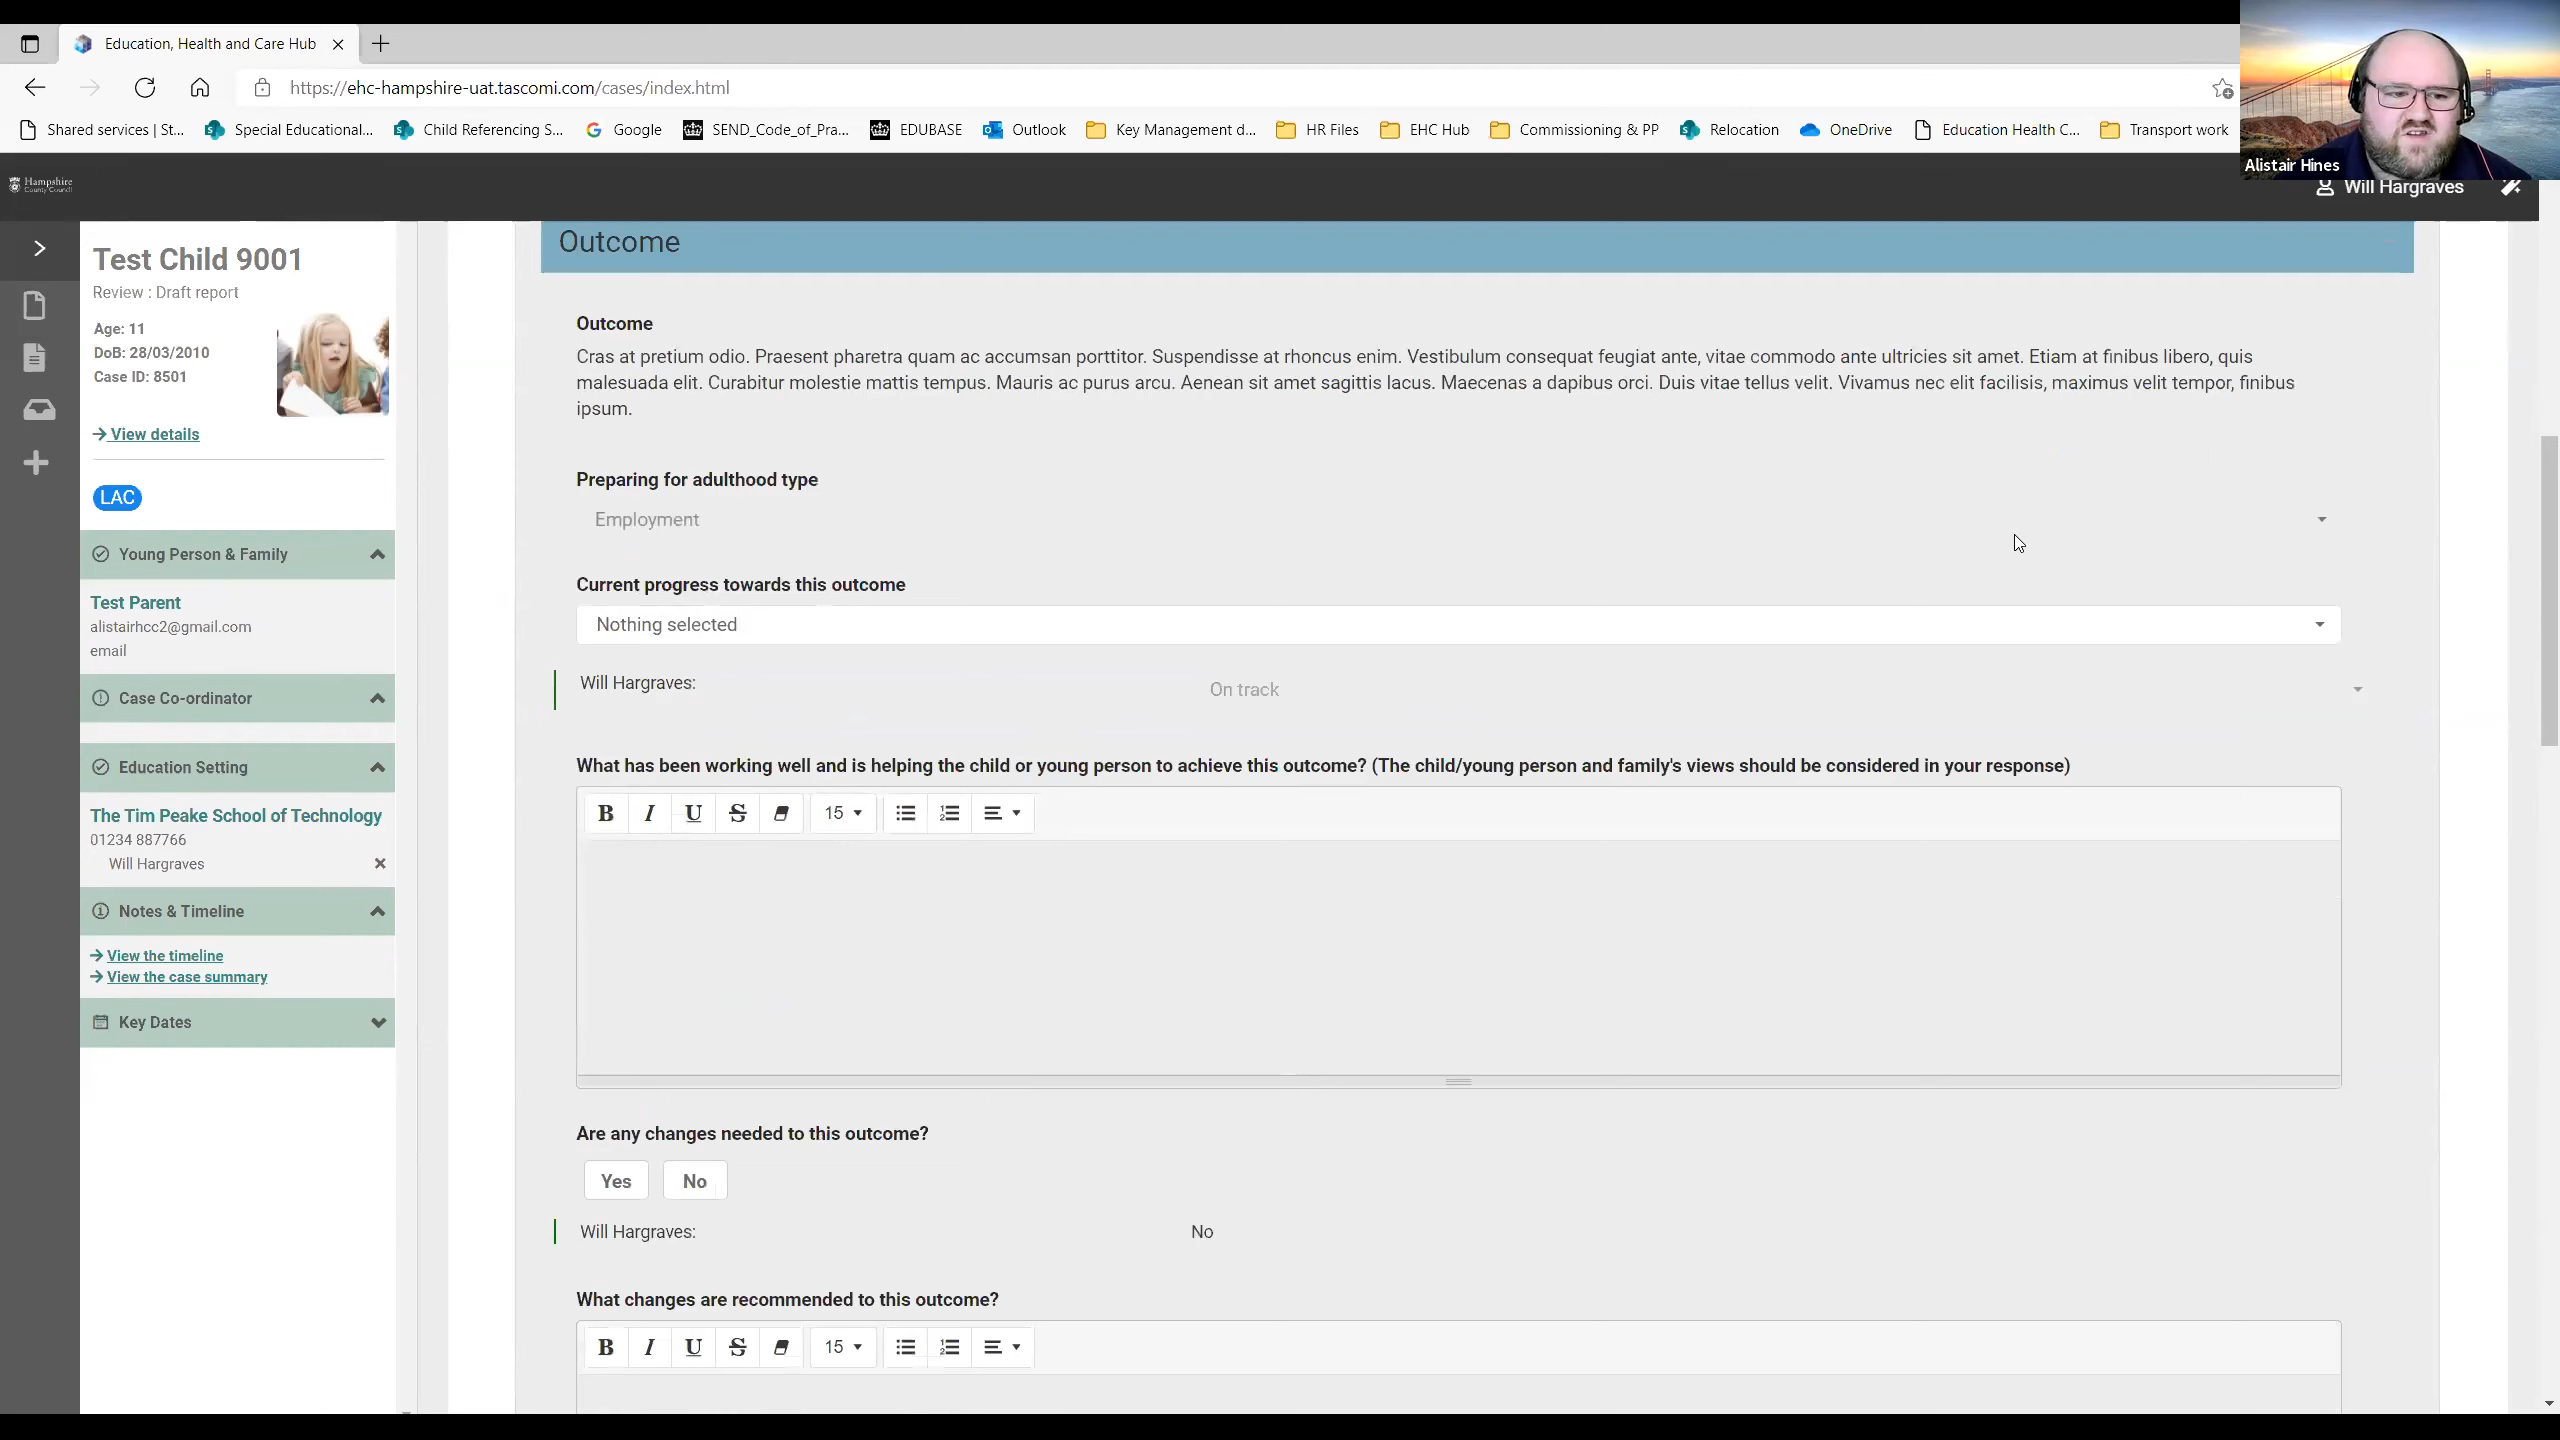 Education, Health and Care Hub
https://ehc-hampshire-uat.tascomi.com/cases/index.html
Shared services | St...
Special Educational...
Child Referencing S...
Google
SEND_Code_of_Pra...
EDUBASE
Outlook
Key Management d...
HR Files
EHC Hub
Commissioning & PP
Relocation
OneDrive
Education Health C...
Transport work
Alistair Hines
Hampshire
County Council
Will Hargraves
Test Child 9001
Review : Draft report
Age: 11
DoB: 28/03/2010
Case ID: 8501
View details
LAC
Young Person & Family
Test Parent
alistairhcc2@gmail.com
email
Case Co-ordinator
Education Setting
The Tim Peake School of Technology
01234 887766
Will Hargraves
Notes & Timeline
View the timeline
View the case summary
Key Dates
Outcome
Outcome
Cras at pretium odio. Praesent pharetra quam ac accumsan porttitor. Suspendisse at rhoncus enim. Vestibulum consequat feugiat ante, vitae commodo ante ultricies sit amet. Etiam at finibus libero, quis
malesuada elit. Curabitur molestie mattis tempus. Mauris ac purus arcu. Aenean sit amet sagittis lacus. Maecenas a dapibus orci. Duis vitae tellus velit. Vivamus nec elit facilisis, maximus velit tempor, finibus
ipsum.
Preparing for adulthood type
Employment
Current progress towards this outcome
Nothing selected
Will Hargraves: On track
What has been working well and is helping the child or young person to achieve this outcome? (The child/young person and family's views should be considered in your response)
B I U S 15
Are any changes needed to this outcome?
Yes No
Will Hargraves: No
What changes are recommended to this outcome?
B I U S 15